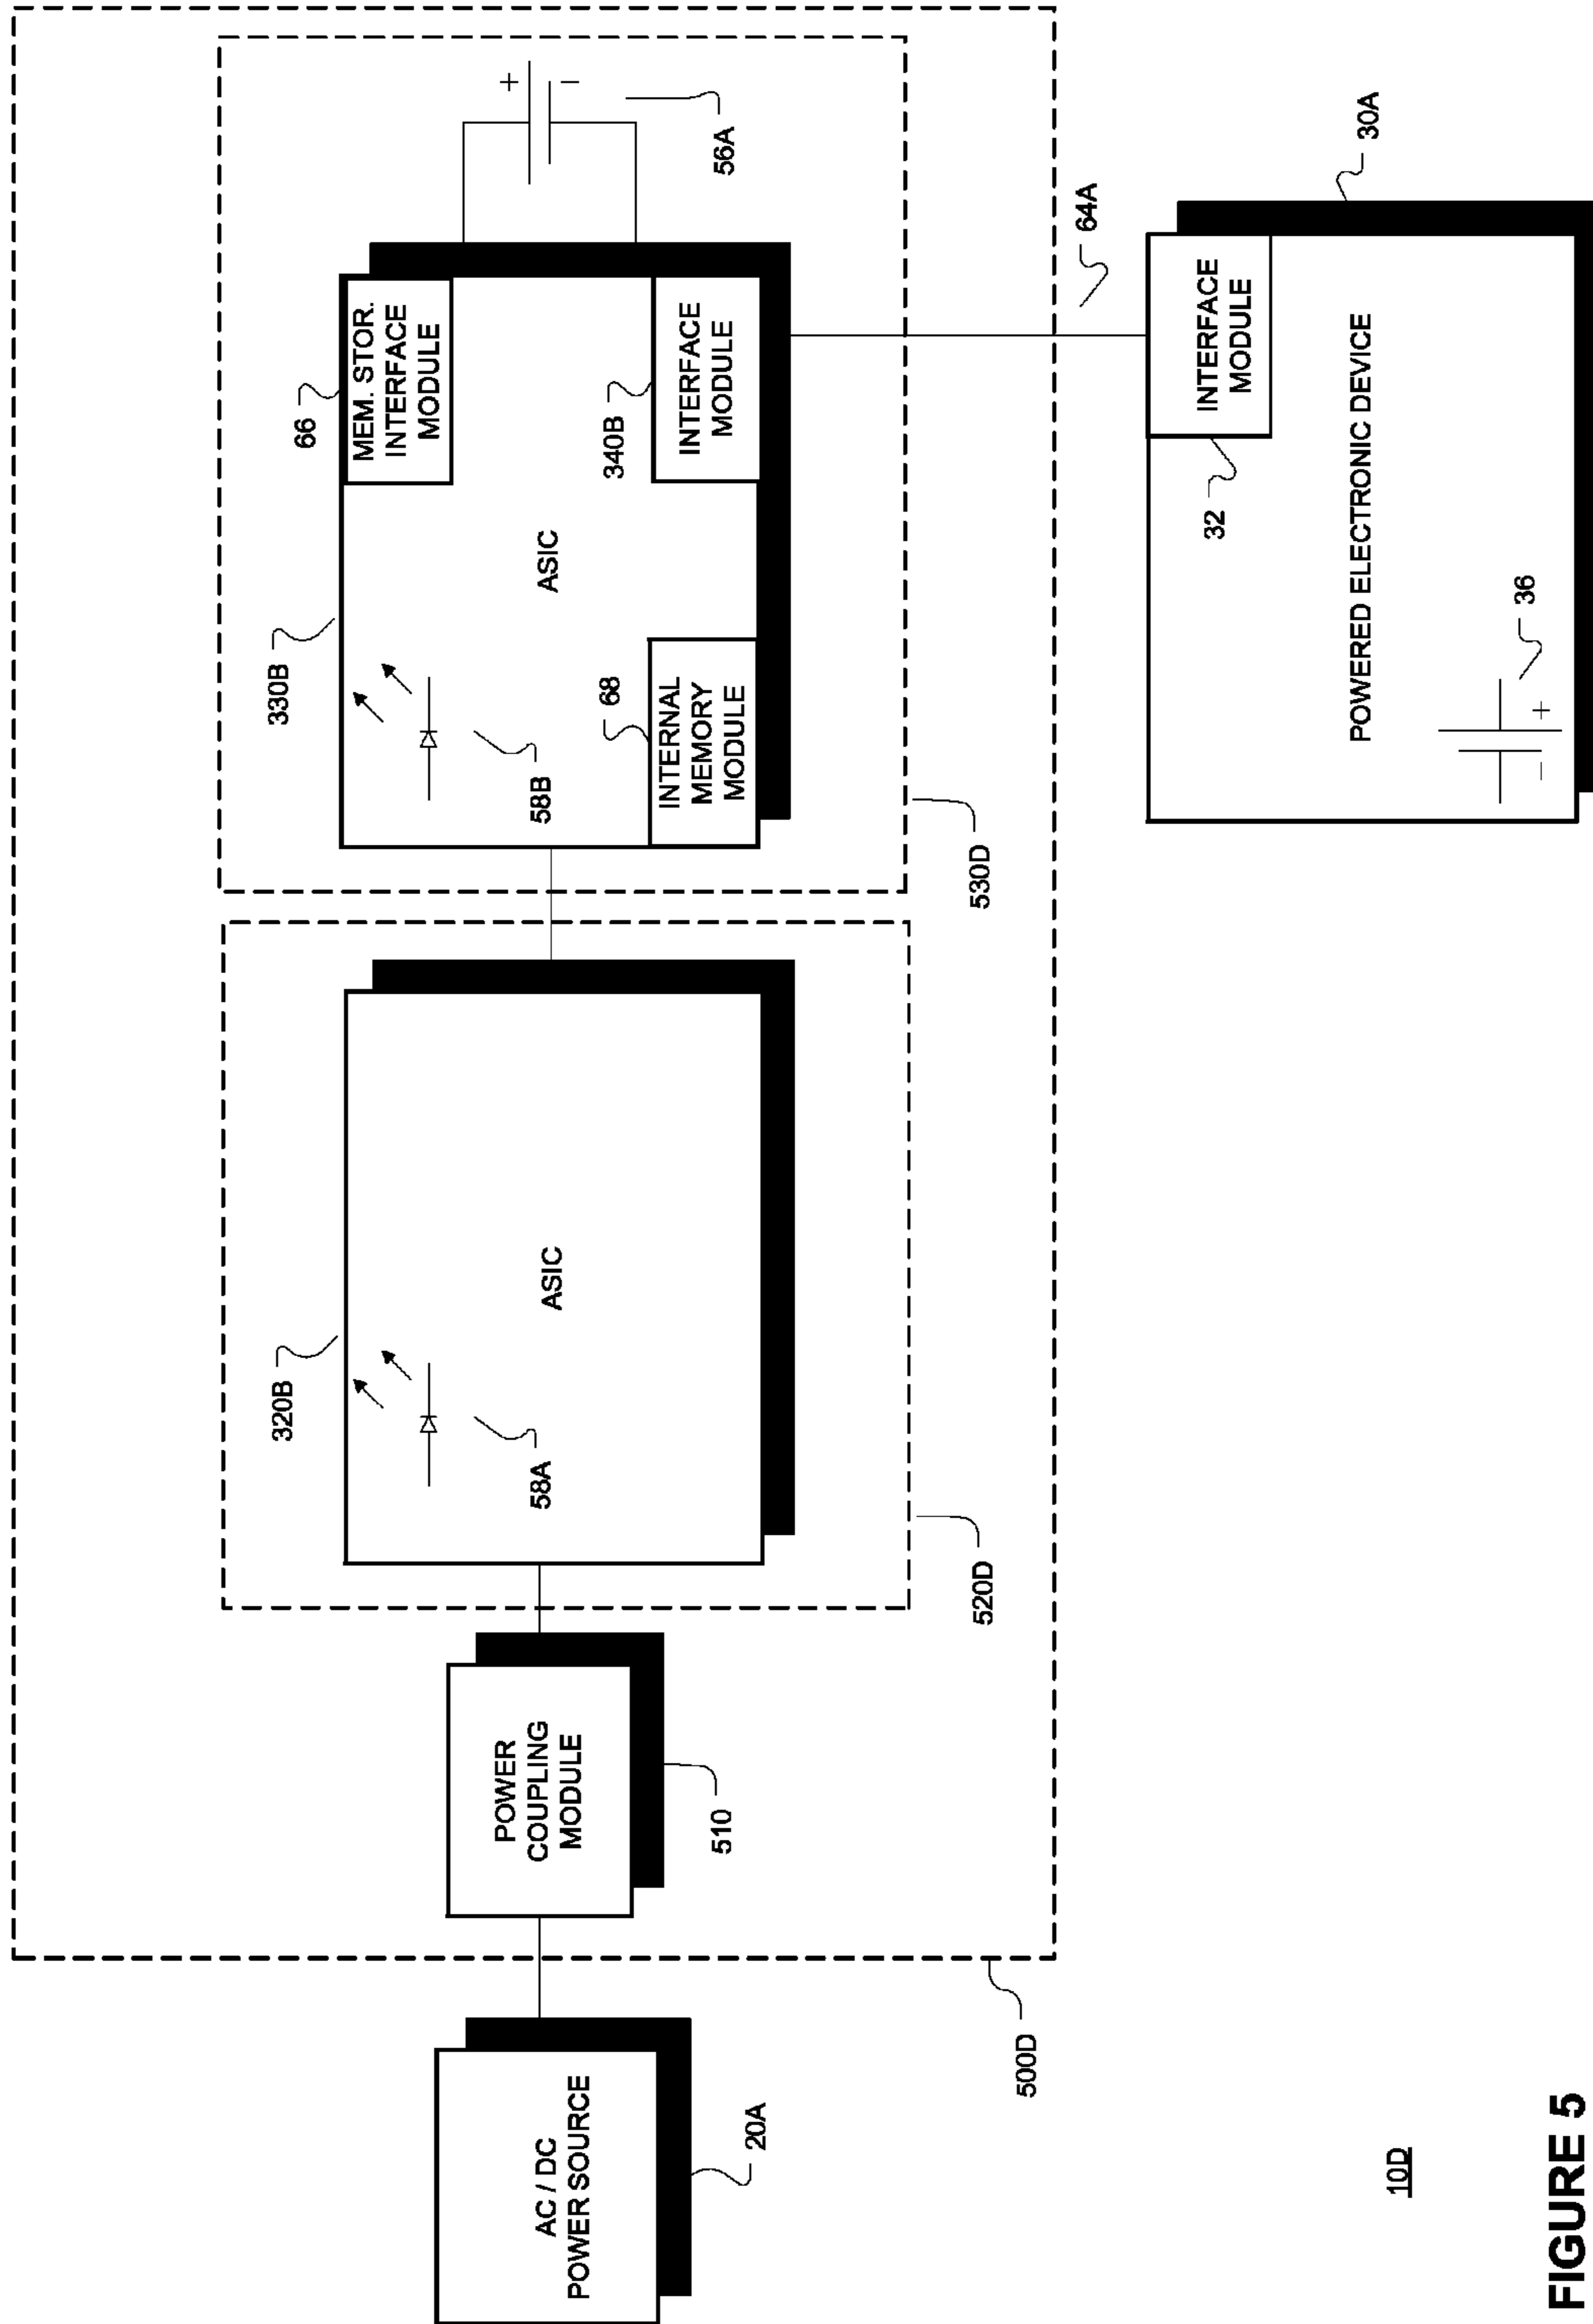 330B
66
MEM. STOR.
INTERFACE
MODULE
+
−
56A
58B
ASIC
68
INTERNAL
MEMORY
MODULE
340B
INTERFACE
MODULE
530D
320B
58A
ASIC
520D
POWER
COUPLING
MODULE
510
AC / DC
POWER SOURCE
20A
500D
64A
INTERFACE
MODULE
32
30A
POWERED ELECTRONIC DEVICE
36
−
+
10D
FIGURE 5